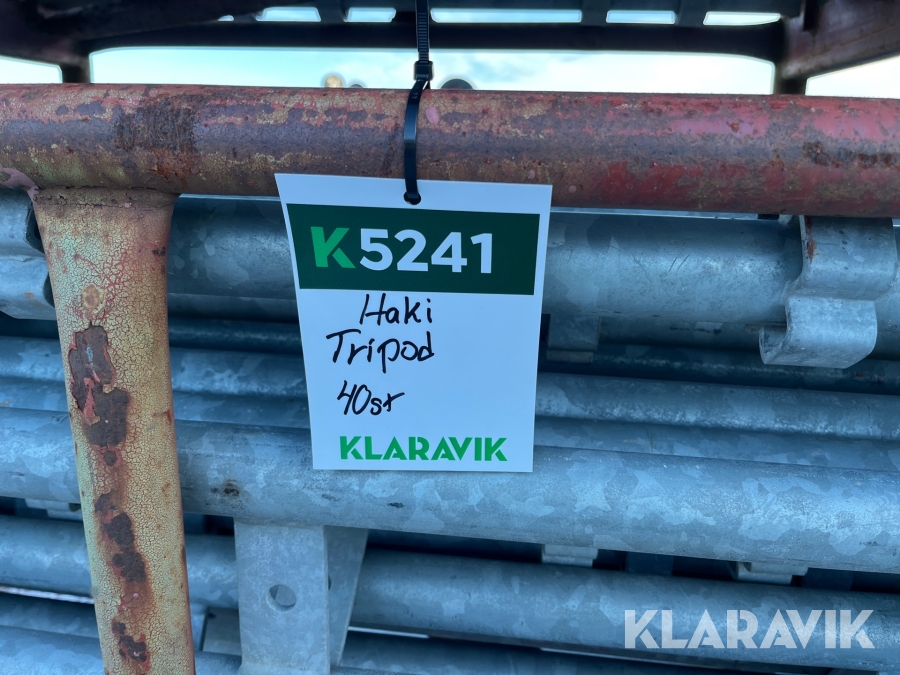 K5241
Haki
Tripod
40st
KLARAVIK
KLARAVIK